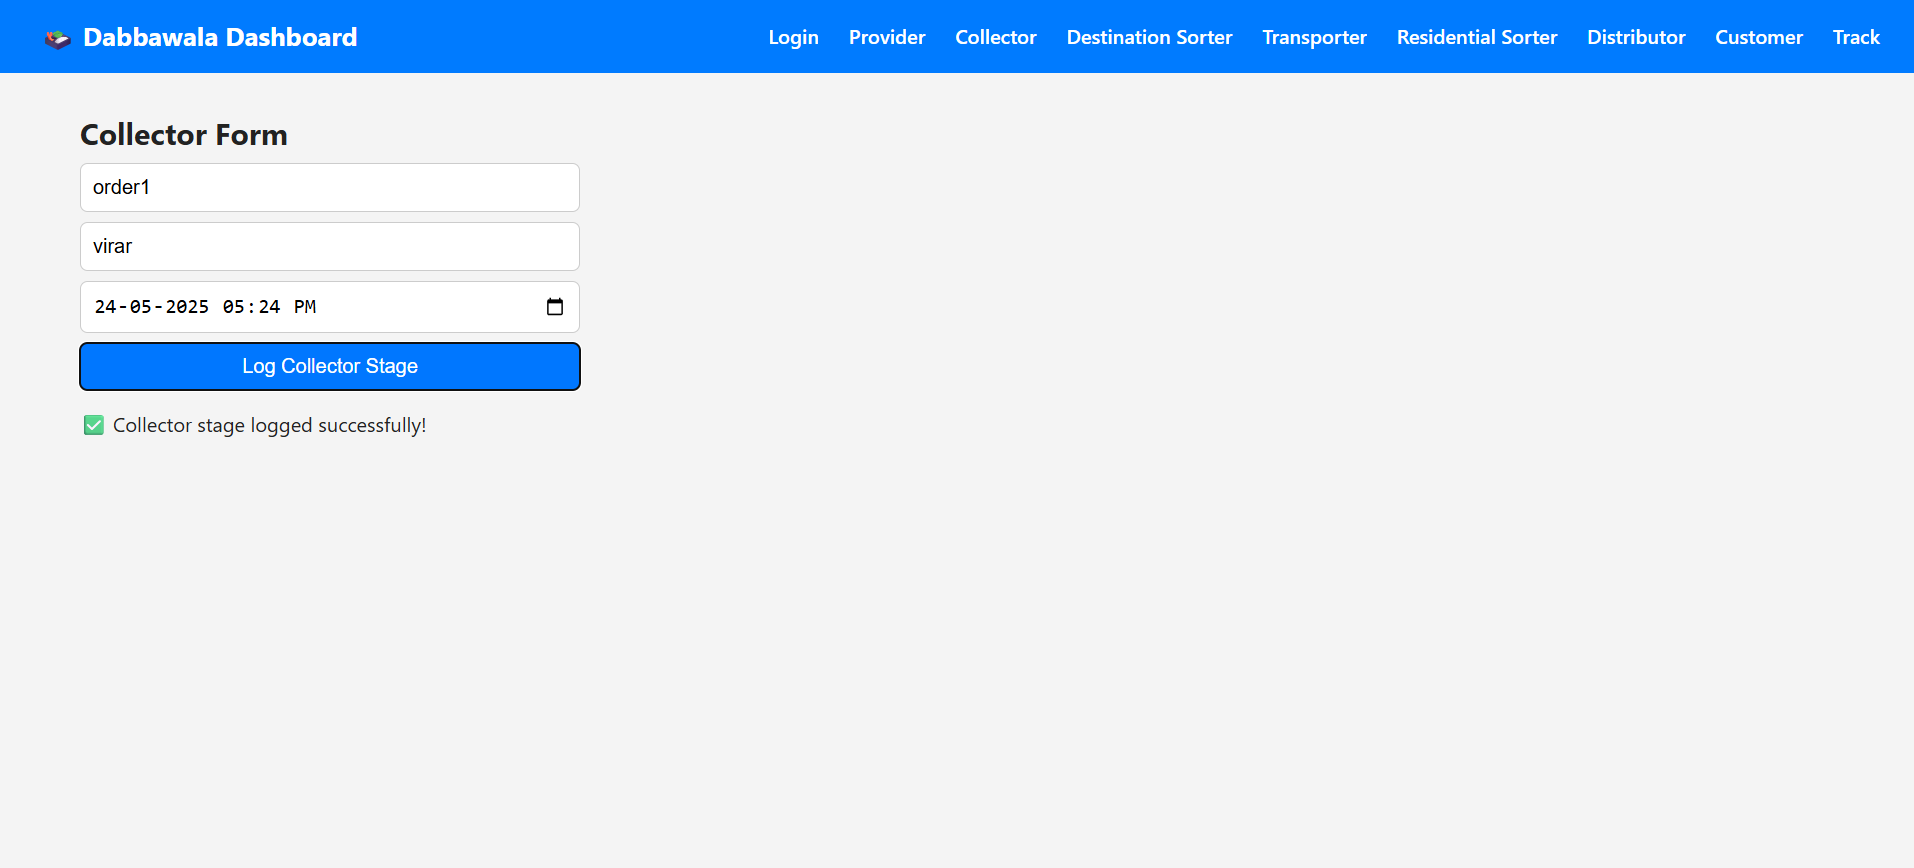 Dabbawala Dashboard
Login Provider Collector Destination Sorter Transporter Residential Sorter Distributor Customer Track
Collector Form
order1
virar
24-05-2025 05:24 PM
Log Collector Stage
✅ Collector stage logged successfully!